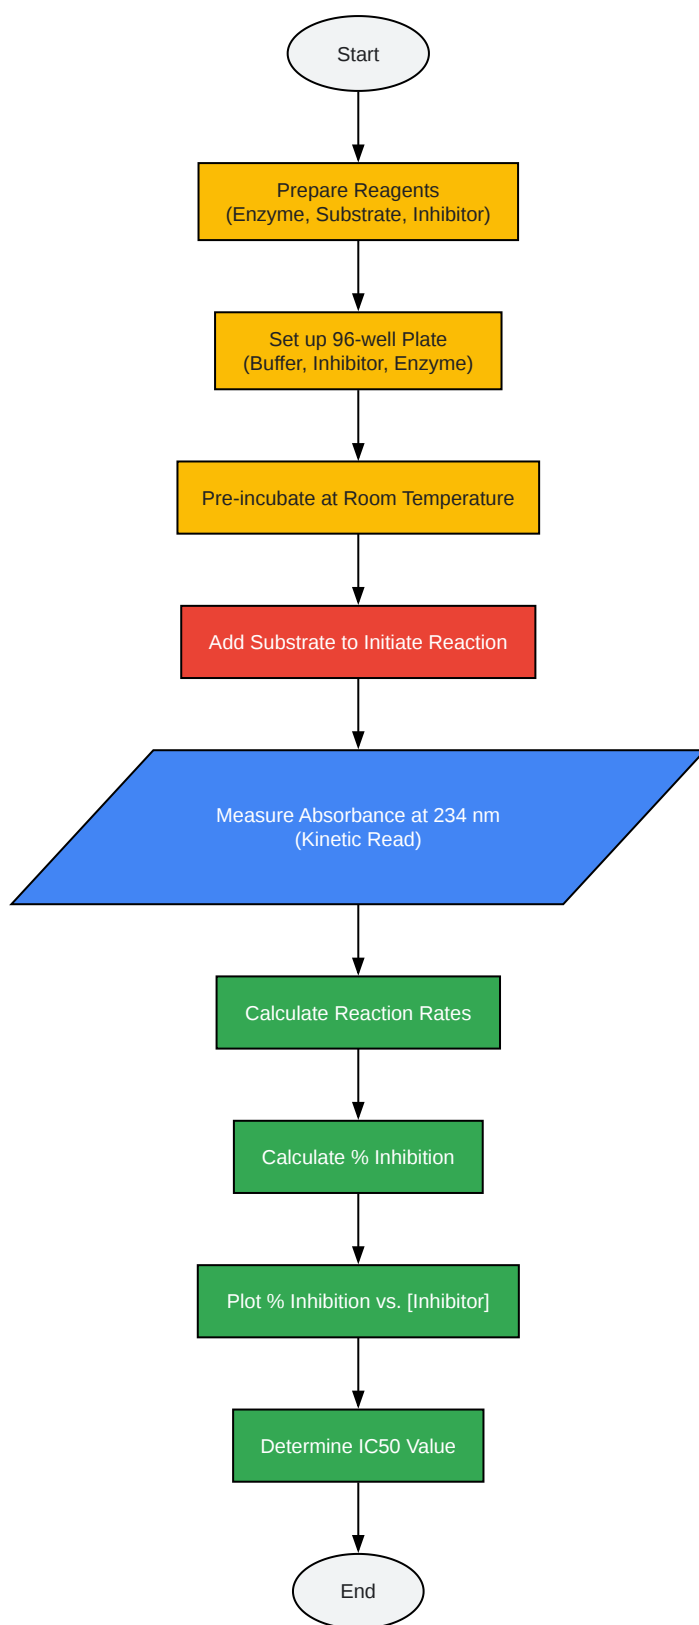 Start
Prepare Reagents
(Enzyme, Substrate, Inhibitor)
Set up 96-well Plate
(Buffer, Inhibitor, Enzyme)
Pre-incubate at Room Temperature
Add Substrate to Initiate Reaction
Measure Absorbance at 234 nm
(Kinetic Read)
Calculate Reaction Rates
Calculate % Inhibition
Plot % Inhibition vs. [Inhibitor]
Determine IC50 Value
End